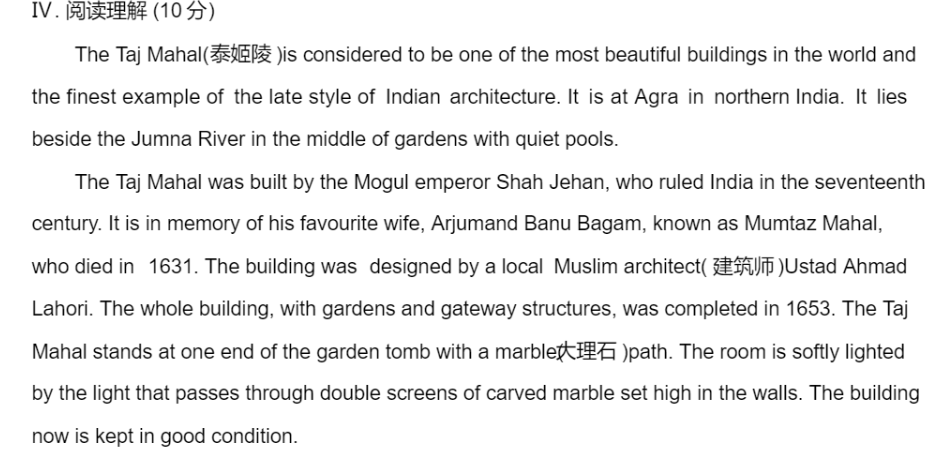 IV. 阅读理解 (10 分)
The Taj Mahal(泰姬陵 )is considered to be one of the most beautiful buildings in the world and
the finest example of the late style of Indian architecture. It is at Agra in northern India. It lies
beside the Jumna River in the middle of gardens with quiet pools.
The Taj Mahal was built by the Mogul emperor Shah Jehan, who ruled India in the seventeenth
century. It is in memory of his favourite wife, Arjumand Banu Bagam, known as Mumtaz Mahal,
who died in 1631. The building was designed by a local Muslim architect( 建筑师 )Ustad Ahmad
Lahori. The whole building, with gardens and gateway structures, was completed in 1653. The Taj
Mahal stands at one end of the garden tomb with a marble(大理石 )path. The room is softly lighted
by the light that passes through double screens of carved marble set high in the walls. The building
now is kept in good condition.